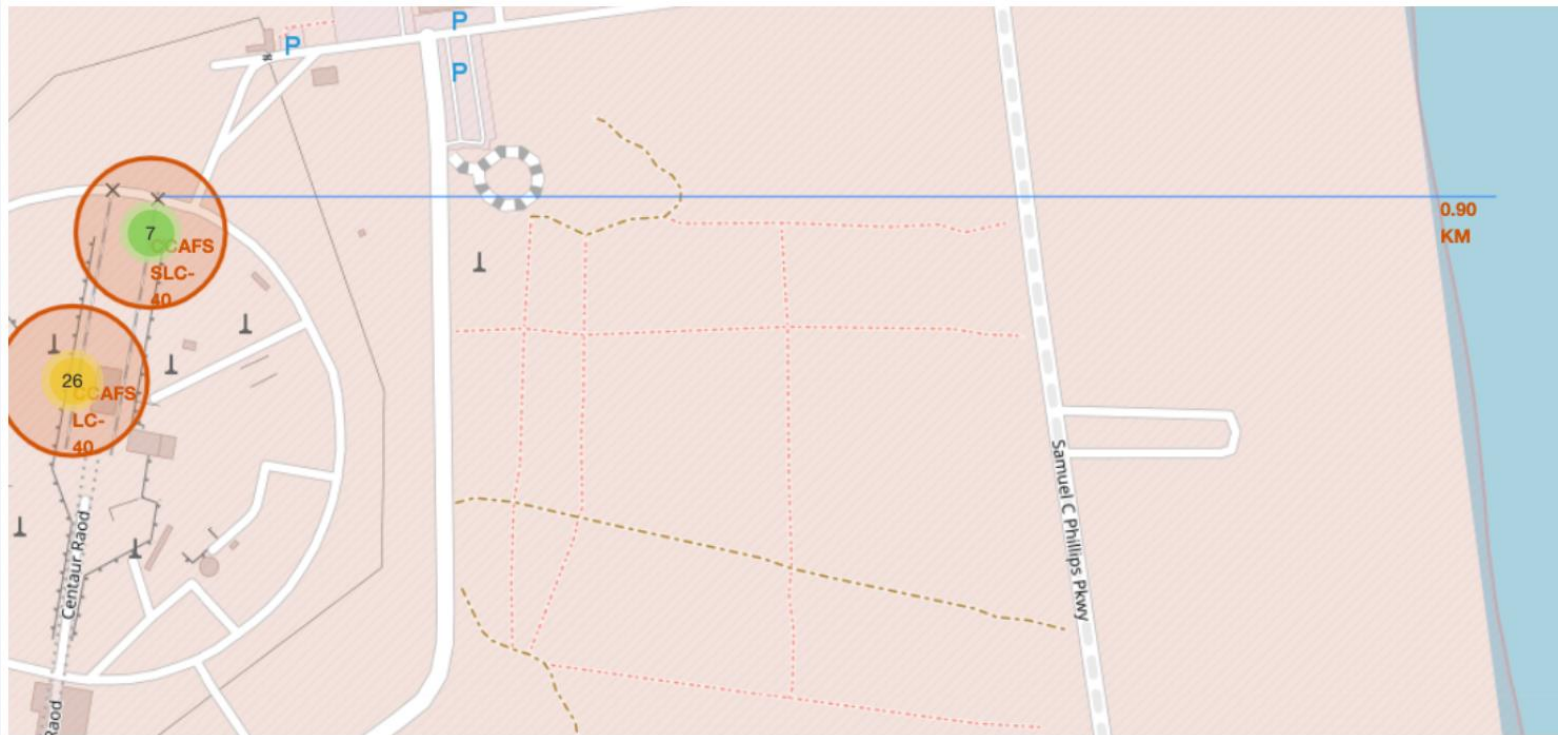 P
P
P
0.90
KM
7
CCAFS
SLC-
40
26
CCAFS
LC-
40
Samuel C Phillips Pkwy
Centaur Raod
Raod